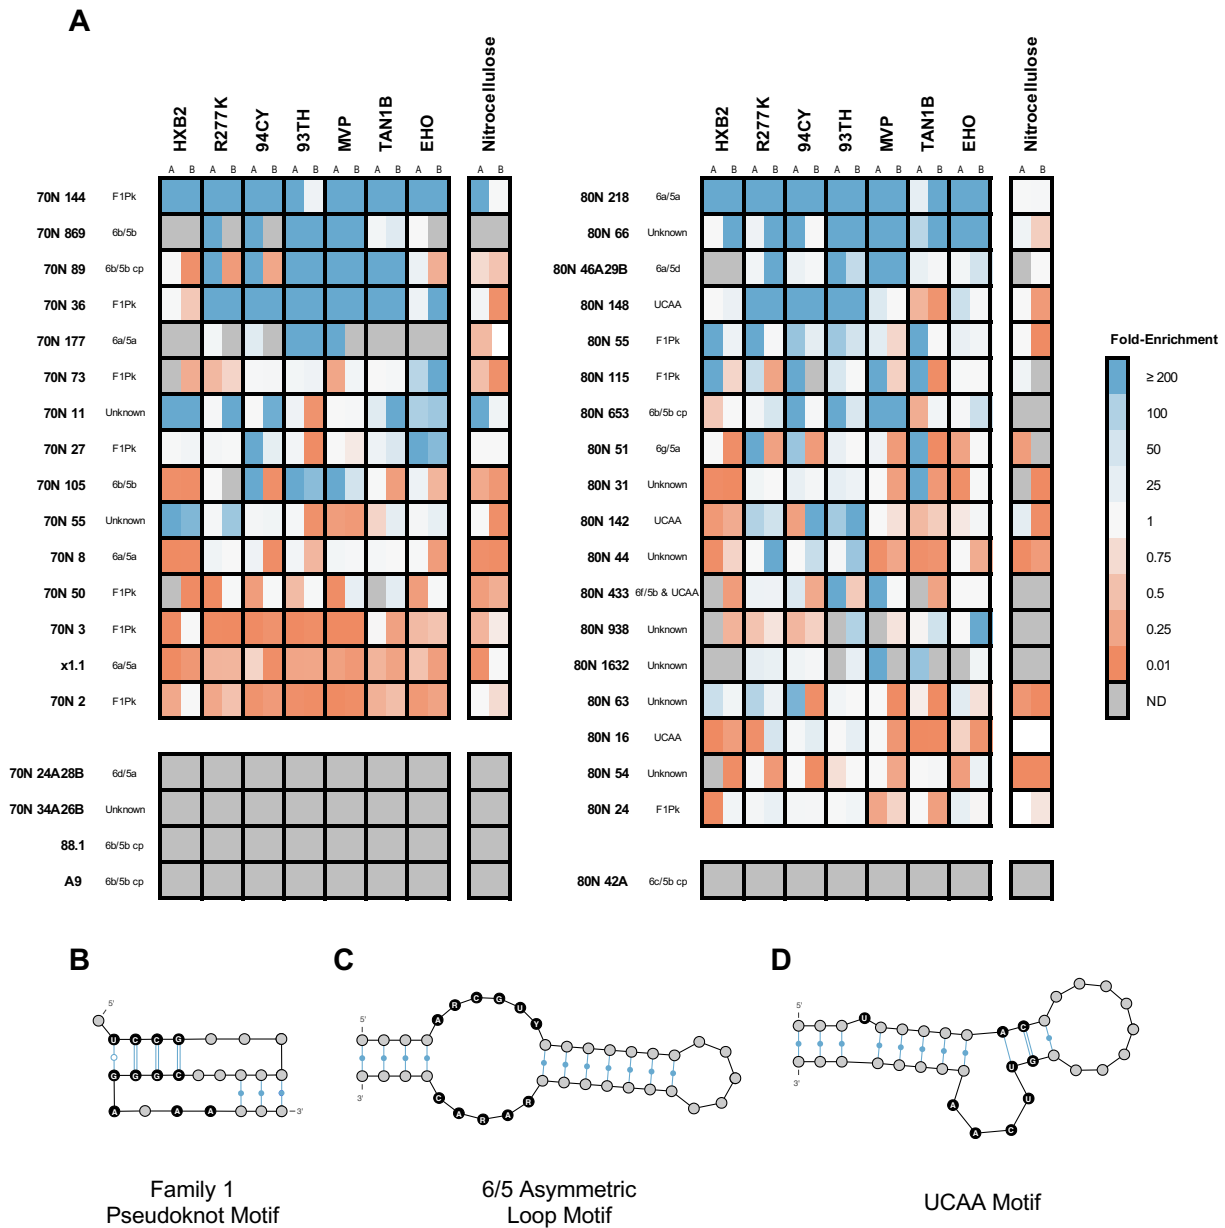 A
HXB2 R277K 94CY 93TH MVP TAN1B EHO Nitrocellulose
A B A B A B A B A B A B A B A B
70N 144 F1Pk
70N 869 6b/5b
70N 89 6b/5b cp
70N 36 F1Pk
70N 177 6a/5a
70N 73 F1Pk
70N 11 Unknown
70N 27 F1Pk
70N 105 6b/5b
70N 55 Unknown
70N 8 6a/5a
70N 50 F1Pk
70N 3 F1Pk
x1.1 6a/5a
70N 2 F1Pk
70N 24A28B 6d/5a
70N 34A26B Unknown
88.1 6b/5b cp
A9 6b/5b cp
HXB2 R277K 94CY 93TH MVP TAN1B EHO Nitrocellulose
A B A B A B A B A B A B A B A B
80N 218 6a/5a
80N 66 Unknown
80N 46A29B 6a/5d
80N 148 UCAA
80N 55 F1Pk
80N 115 F1Pk
80N 653 6b/5b cp
80N 51 6g/5a
80N 31 Unknown
80N 142 UCAA
80N 44 Unknown
80N 433 6f/5b & UCAA
80N 938 Unknown
80N 1632 Unknown
80N 63 Unknown
80N 16 UCAA
80N 54 Unknown
80N 24 F1Pk
80N 42A 6c/5b cp
Fold-Enrichment
≥ 200
100
50
25
1
0.75
0.5
0.25
0.01
ND
B
5'
U C C G
G G G C
A A A
3'
Family 1
Pseudoknot Motif
C
5'
A R C G U Y
3'
C A R A R
6/5 Asymmetric
Loop Motif
D
5'
U A C
3'
U G
A A C U
UCAA Motif